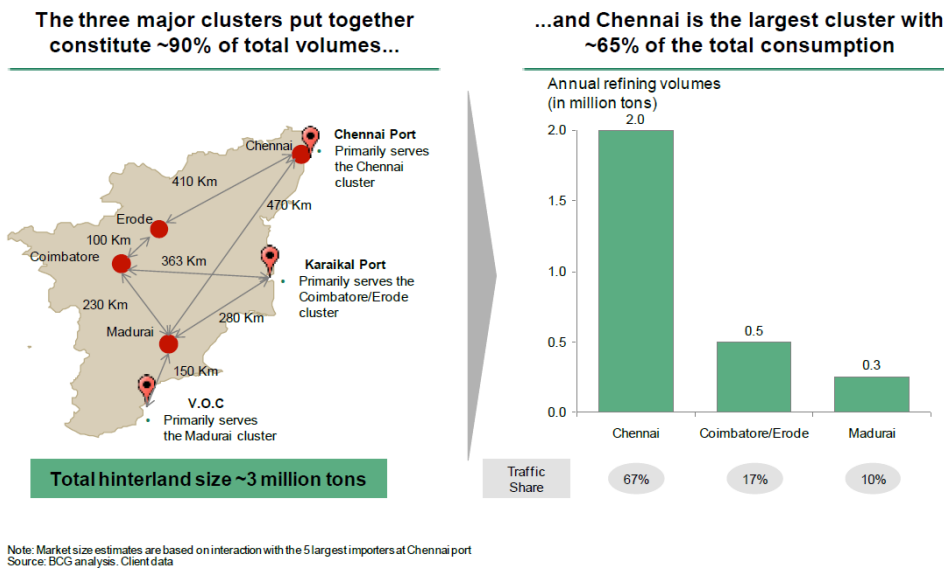 The three major clusters put together
constitute ~90% of total volumes...
...and Chennai is the largest cluster with
~65% of the total consumption
Chennai
Chennai Port
• Primarily serves
the Chennai
cluster
410 Km
470 Km
Erode
100 Km
Coimbatore
363 Km
Karaikal Port
• Primarily serves the
Coimbatore/Erode
cluster
230 Km
280 Km
Madurai
150 Km
V.O.C
• Primarily serves
the Madurai cluster
Total hinterland size ~3 million tons
Annual refining volumes
(in million tons)
2.0
2.0
1.0
0.5
0.5
0.3
0.0
Chennai
Coimbatore/Erode
Madurai
Traffic
Share
67%
17%
10%
Note: Market size estimates are based on interaction with the 5 largest importers at Chennai port
Source: BCG analysis. Client data